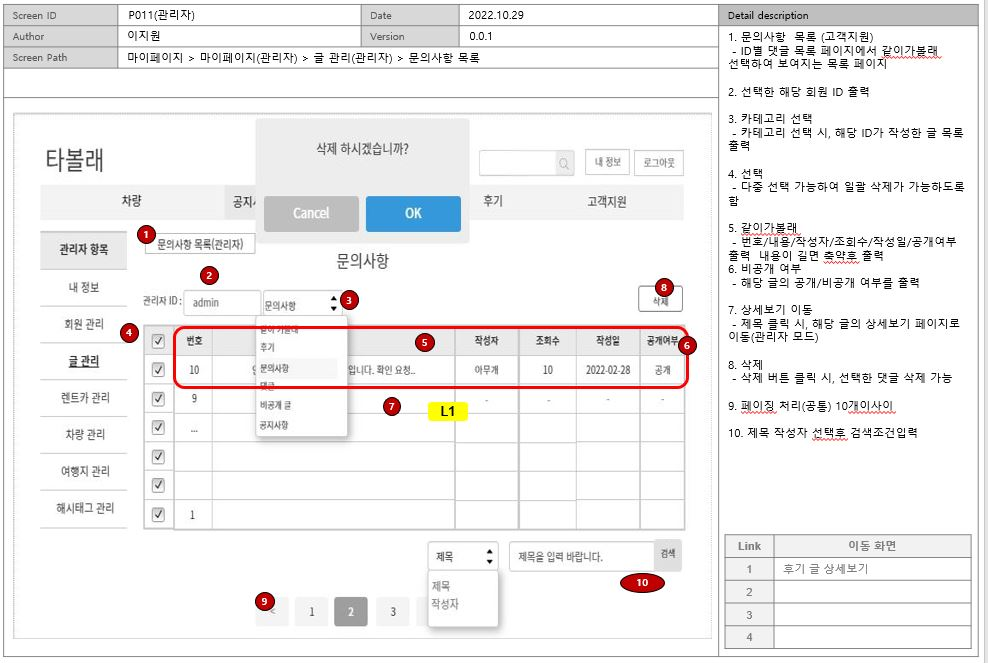 Screen ID P011(관리자) Date 2022.10.29 Detail description
Author 이지원 Version 0.0.1
Screen Path 마이페이지 > 마이페이지(관리자) > 글 관리(관리자) > 문의사항 목록
타볼래
삭제 하시겠습니까?
Cancel OK
내 정보 로그아웃
차량 공지 후기 고객지원
관리자 항목
내 정보
회원 관리
글 관리
렌트카 관리
차량 관리
여행지 관리
해시태그 관리
1
문의사항 목록(관리자)
문의사항
2
관리자 ID : admin 문의사항 3
8
삭제
4
번호 5 작성자 조회수 작성일 공개여부 6
10 입니다. 확인 요청.. 아무개 10 2022-02-28 공개
9 7 - - -
...
1
후기
문의사항
댓글
비공개 글
공지사항
L1
제목 제목을 입력 바랍니다. 검색
제목
작성자
10
9
< 1 2 3
1. 문의사항 목록 (고객지원)
- ID별 댓글 목록 페이지에서 같이가볼래
선택하여 보여지는 목록 페이지
2. 선택한 해당 회원 ID 출력
3. 카테고리 선택
- 카테고리 선택 시, 해당 ID가 작성한 글 목록
출력
4. 선택
- 다중 선택 가능하여 일괄 삭제가 가능하도록
함
5. 같이가볼래
- 번호/내용/작성자/조회수/작성일/공개여부
출력 내용이 길면 축약후 출력
6. 비공개 여부
- 해당 글의 공개/비공개 여부를 출력
7. 상세보기 이동
- 제목 클릭 시, 해당 글의 상세보기 페이지로
이동(관리자 모드)
8. 삭제
- 삭제 버튼 클릭 시, 선택한 댓글 삭제 가능
9. 페이징 처리(공통) 10개이사이
10. 제목 작성자 선택후 검색조건입력
Link 이동 화면
1 후기 글 상세보기
2
3
4